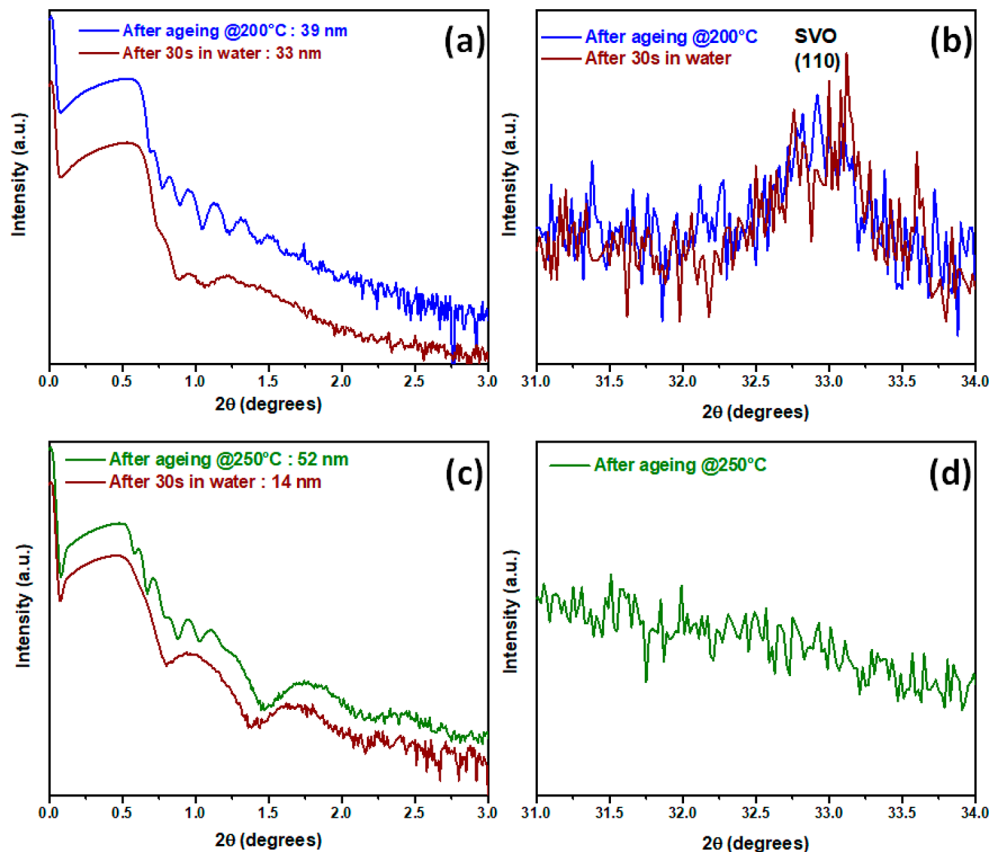 After ageing @200°C : 39 nm
After 30s in water : 33 nm
(a)
Intensity (a.u.)
0.0 0.5 1.0 1.5 2.0 2.5 3.0
2θ (degrees)
After ageing @200°C
After 30s in water
SVO
(110)
(b)
Intensity (a.u.)
31.0 31.5 32.0 32.5 33.0 33.5 34.0
2θ (degrees)
After ageing @250°C : 52 nm
After 30s in water : 14 nm
(c)
Intensity (a.u.)
0.0 0.5 1.0 1.5 2.0 2.5 3.0
2θ (degrees)
After ageing @250°C
(d)
Intensity (a.u.)
31.0 31.5 32.0 32.5 33.0 33.5 34.0
2θ (degrees)